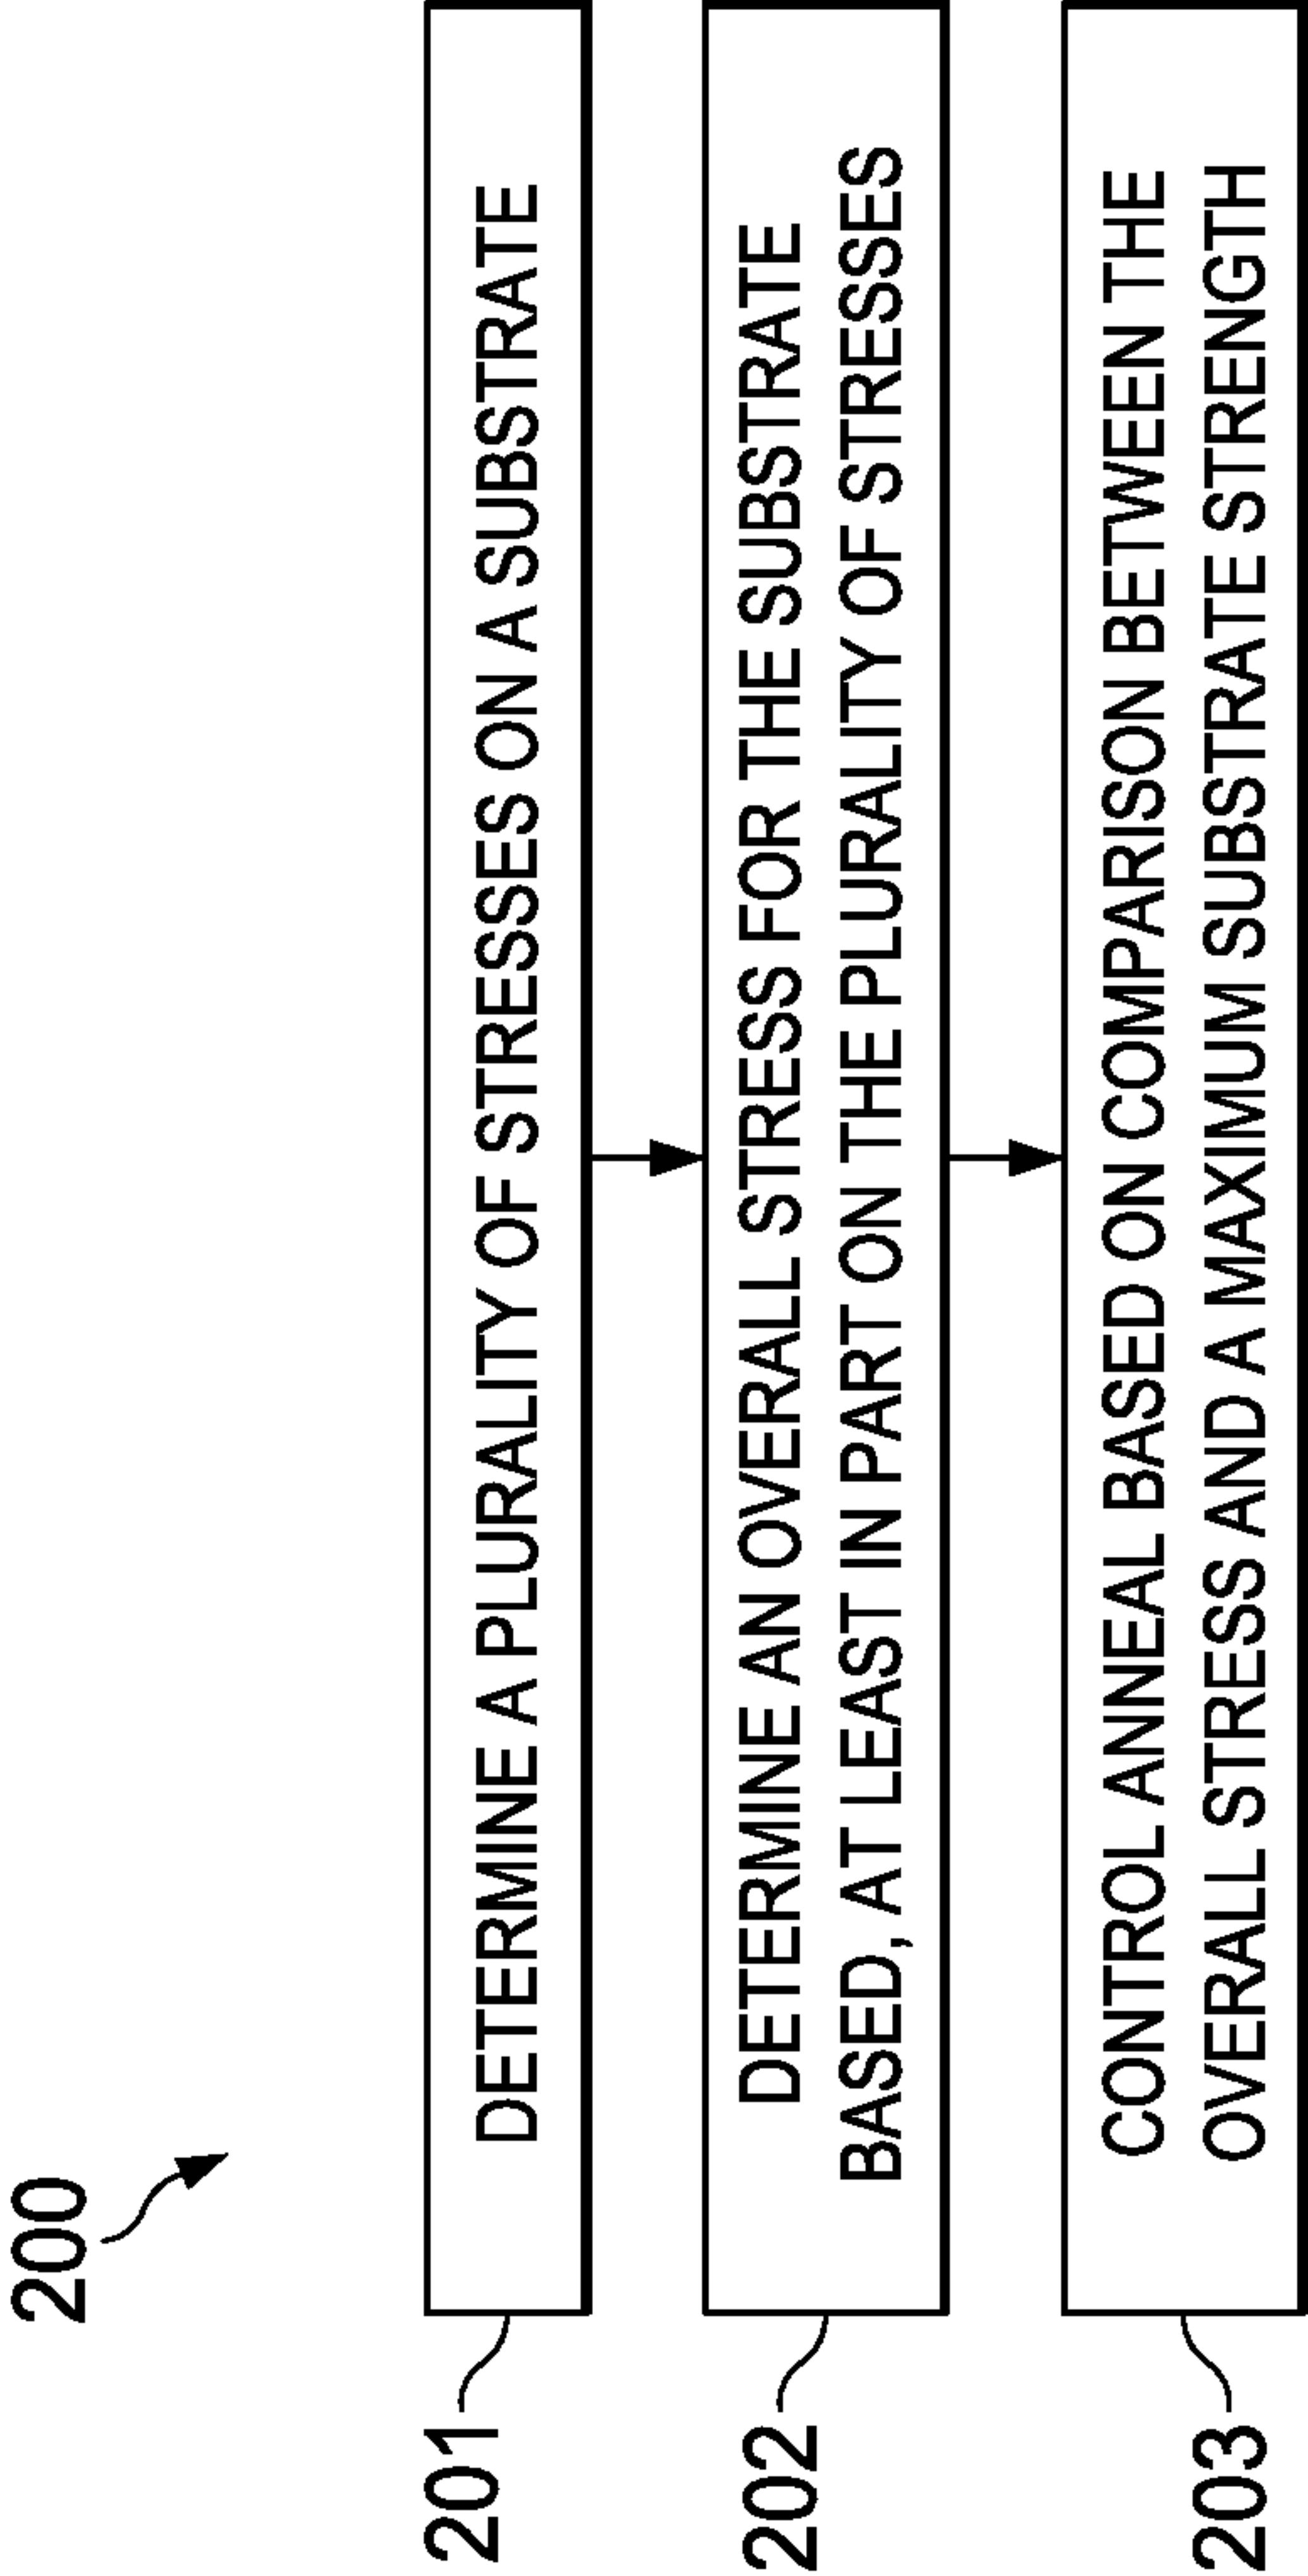 200
201
DETERMINE A PLURALITY OF STRESSES ON A SUBSTRATE
202
DETERMINE AN OVERALL STRESS FOR THE SUBSTRATE
BASED, AT LEAST IN PART ON THE PLURALITY OF STRESSES
203
CONTROL ANNEAL BASED ON COMPARISON BETWEEN THE
OVERALL STRESS AND A MAXIMUM SUBSTRATE STRENGTH